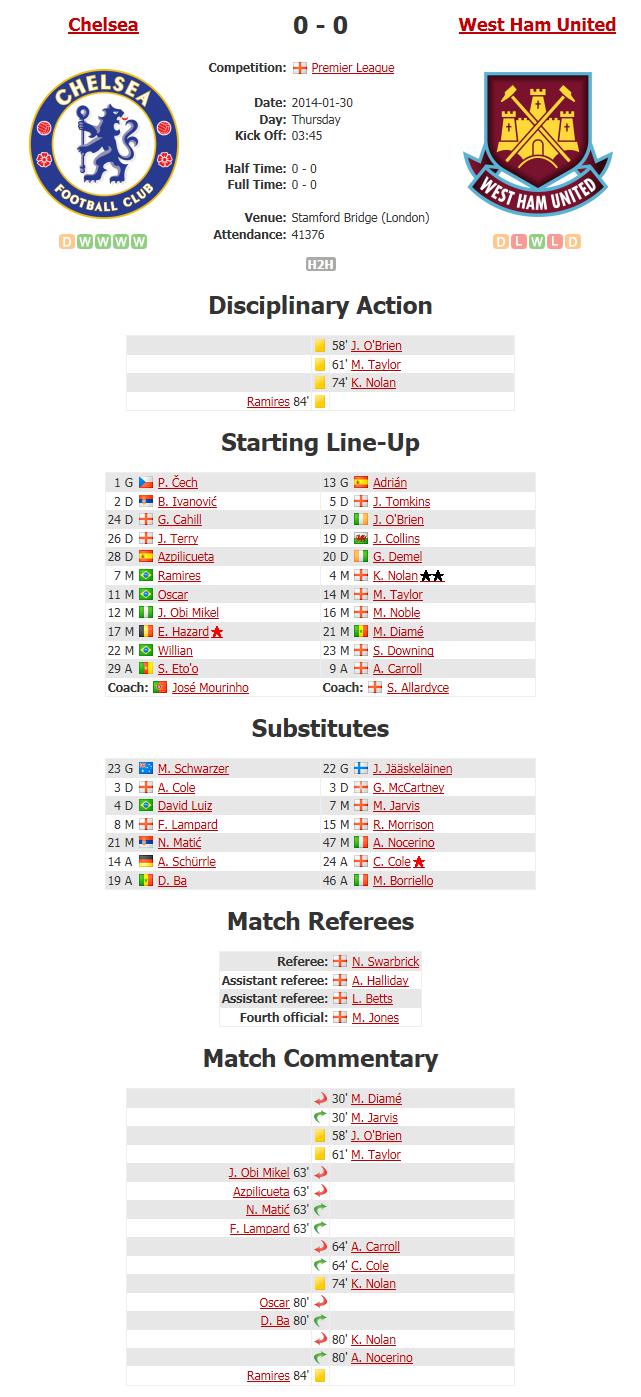 Chelsea 0 - 0 West Ham United
Competition: Premier League
CHELSEA
FOOTBALL CLUB
WEST HAM UNITED
Date: 2014-01-30
Day: Thursday
Kick Off: 03:45
Half Time: 0 - 0
Full Time: 0 - 0
Venue: Stamford Bridge (London)
Attendance: 41376
D W W W W
D L W L D
H2H
Disciplinary Action
58' J. O'Brien
61' M. Taylor
74' K. Nolan
Ramires 84'
Starting Line-Up
1 G P. Čech 13 G Adrián
2 D B. Ivanović 5 D J. Tomkins
24 D G. Cahill 17 D J. O'Brien
26 D J. Terry 19 D J. Collins
28 D Azpilicueta 20 D G. Demel
7 M Ramires 4 M K. Nolan
11 M Oscar 14 M M. Taylor
12 M J. Obi Mikel 16 M M. Noble
17 M E. Hazard 21 M M. Diamé
22 M Willian 23 M S. Downing
29 A S. Eto'o 9 A A. Carroll
Coach: José Mourinho Coach: S. Allardyce
Substitutes
23 G M. Schwarzer 22 G J. Jääskeläinen
3 D A. Cole 3 D G. McCartney
4 D David Luiz 7 M M. Jarvis
8 M F. Lampard 15 M R. Morrison
21 M N. Matić 47 M A. Nocerino
14 A A. Schürrle 24 A C. Cole
19 A D. Ba 46 A M. Borriello
Match Referees
Referee: N. Swarbrick
Assistant referee: A. Halliday
Assistant referee: L. Betts
Fourth official: M. Jones
Match Commentary
30' M. Diamé
30' M. Jarvis
58' J. O'Brien
61' M. Taylor
J. Obi Mikel 63'
Azpilicueta 63'
N. Matić 63'
F. Lampard 63'
64' A. Carroll
64' C. Cole
74' K. Nolan
Oscar 80'
D. Ba 80'
80' K. Nolan
80' A. Nocerino
Ramires 84'